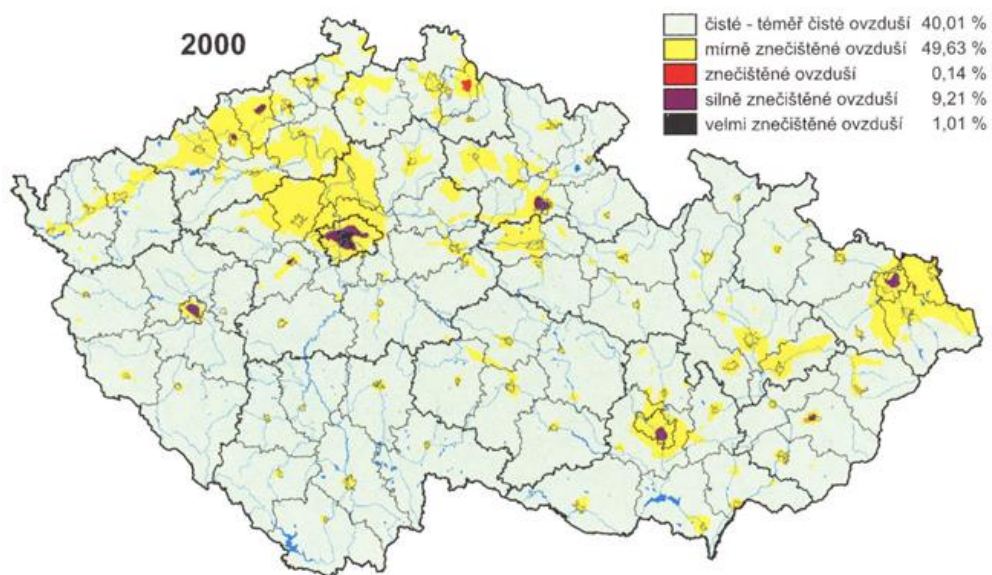 2000
čisté - téměř čisté ovzduší 40,01 %
mírně znečištěné ovzduší 49,63 %
znečištěné ovzduší 0,14 %
silně znečištěné ovzduší 9,21 %
velmi znečištěné ovzduší 1,01 %